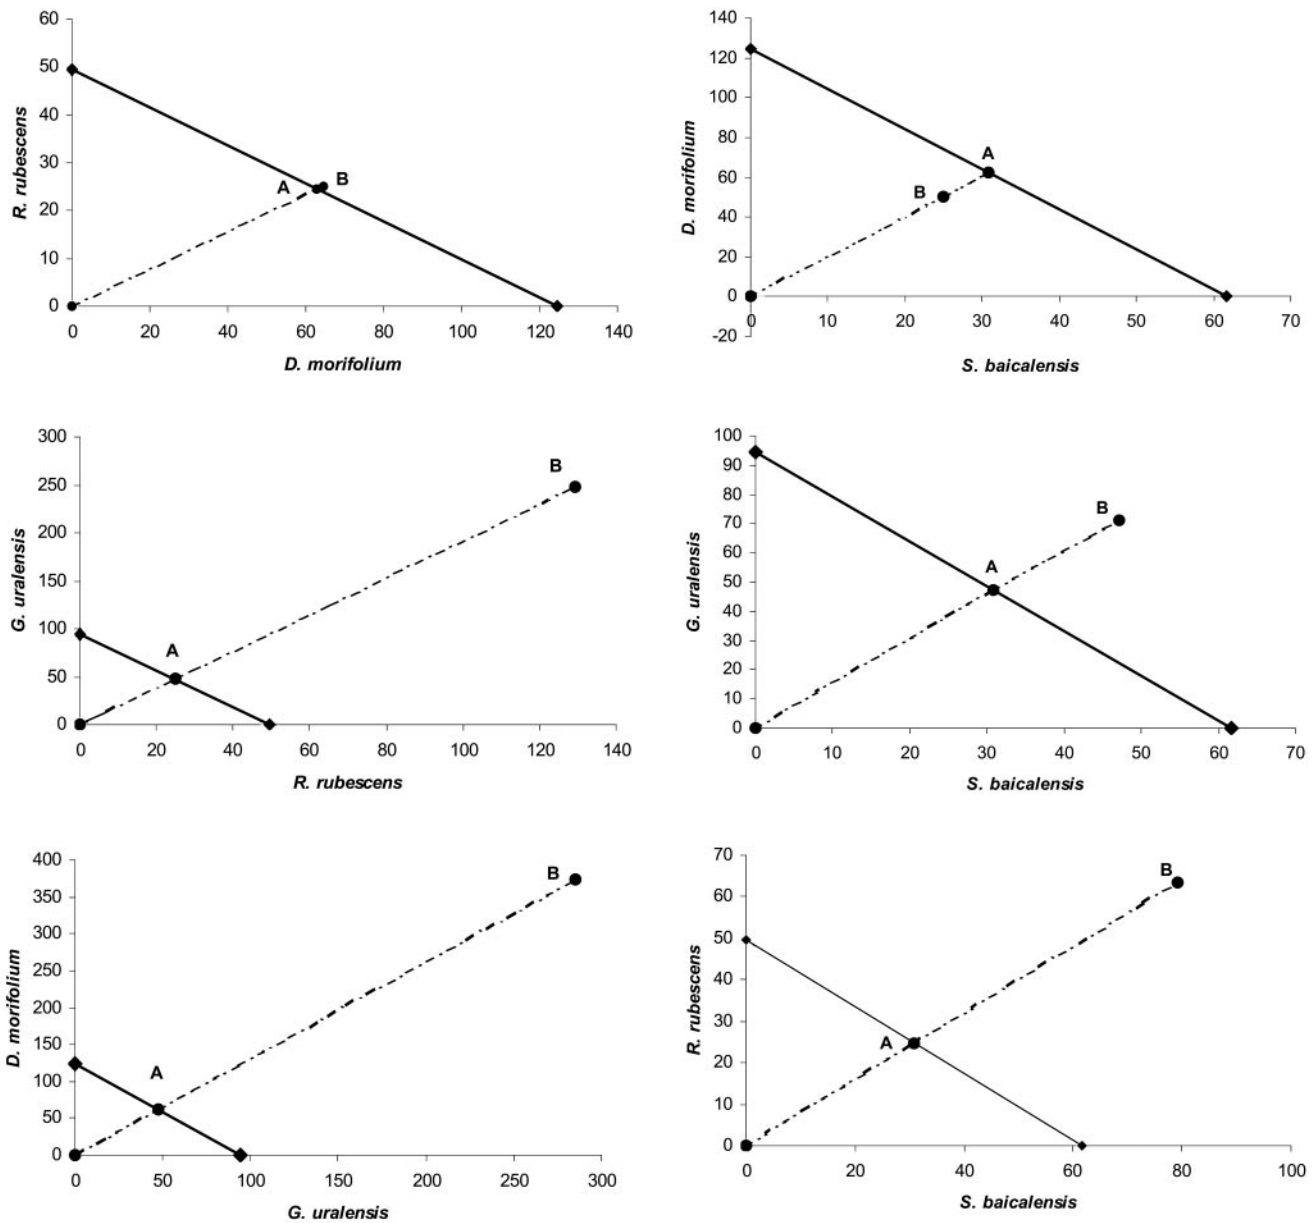 60
50
40
30
20
10
0
R. rubescens
A
B
0 20 40 60 80 100 120 140
D. morifolium
140
120
100
80
60
40
20
0
-20
D. morifolium
A
B
0 10 20 30 40 50 60 70
S. baicalensis
300
250
200
150
100
50
0
G. uralensis
B
A
0 20 40 60 80 100 120 140
R. rubescens
100
90
80
70
60
50
40
30
20
10
0
G. uralensis
B
A
0 10 20 30 40 50 60 70
S. baicalensis
400
350
300
250
200
150
100
50
0
D. morifolium
B
A
0 50 100 150 200 250 300
G. uralensis
70
60
50
40
30
20
10
0
R. rubescens
B
A
0 20 40 60 80 100
S. baicalensis